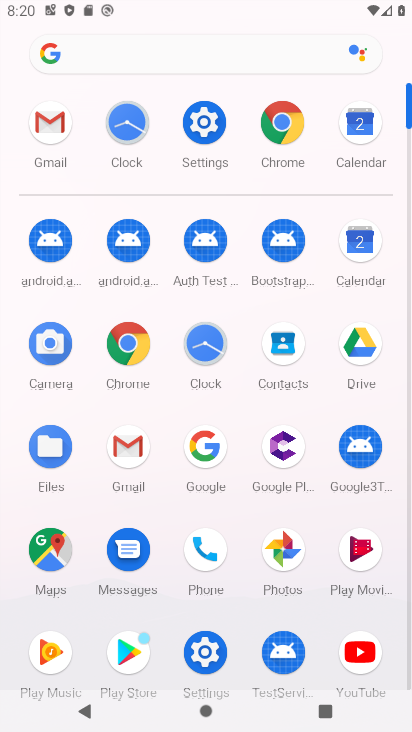 8:20
Gmail Clock Settings Chrome Calendar
android.a... android.a... Auth Test ... Bootstrap... Calendar
Camera Chrome Clock Contacts Drive
Files Gmail Google Google Pl... Google3T...
Maps Messages Phone Photos Play Movi...
Play Music Play Store Settings TestServi... YouTube